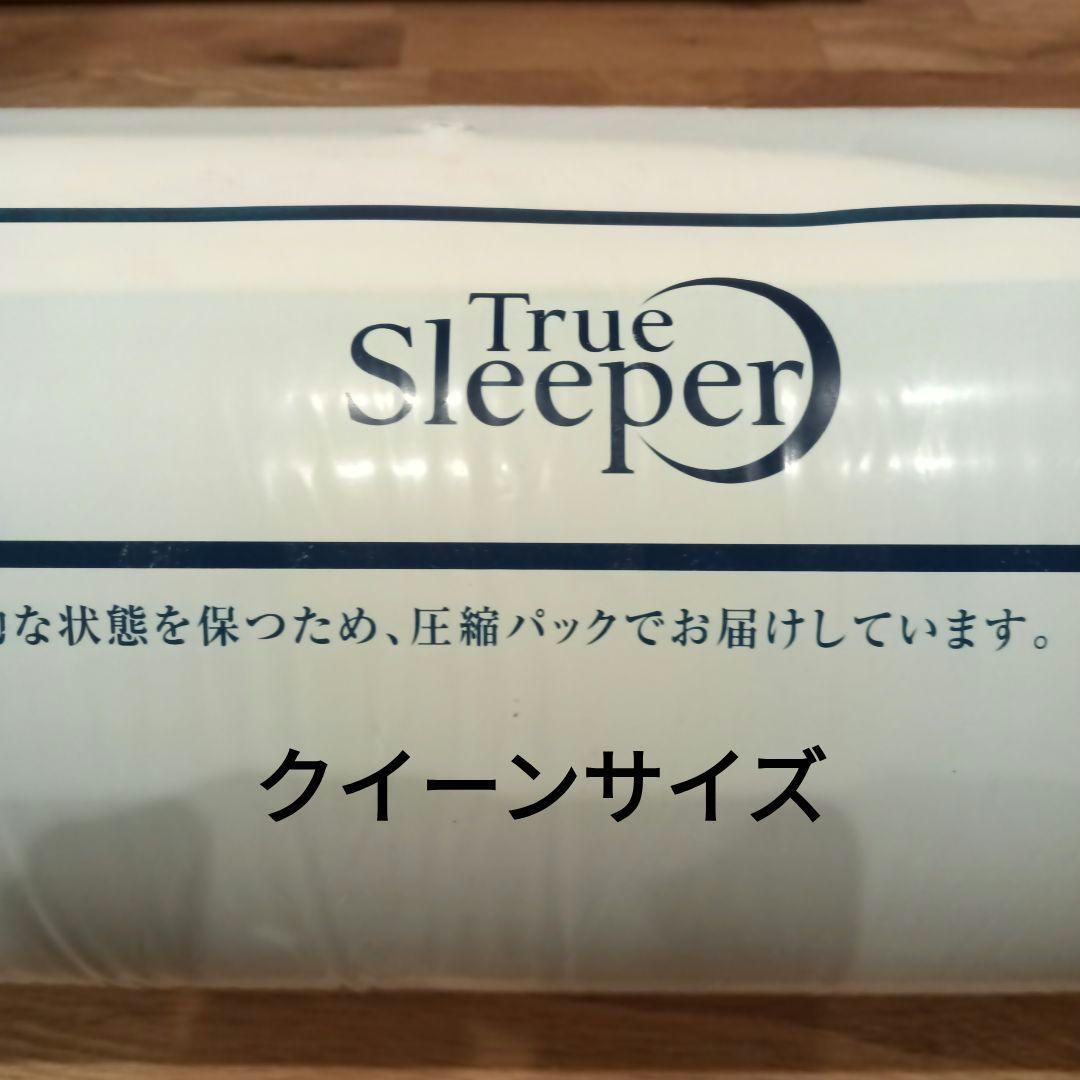 True
Sleeper
な状態を保つため、圧縮パックでお届けしています。
クイーンサイズ